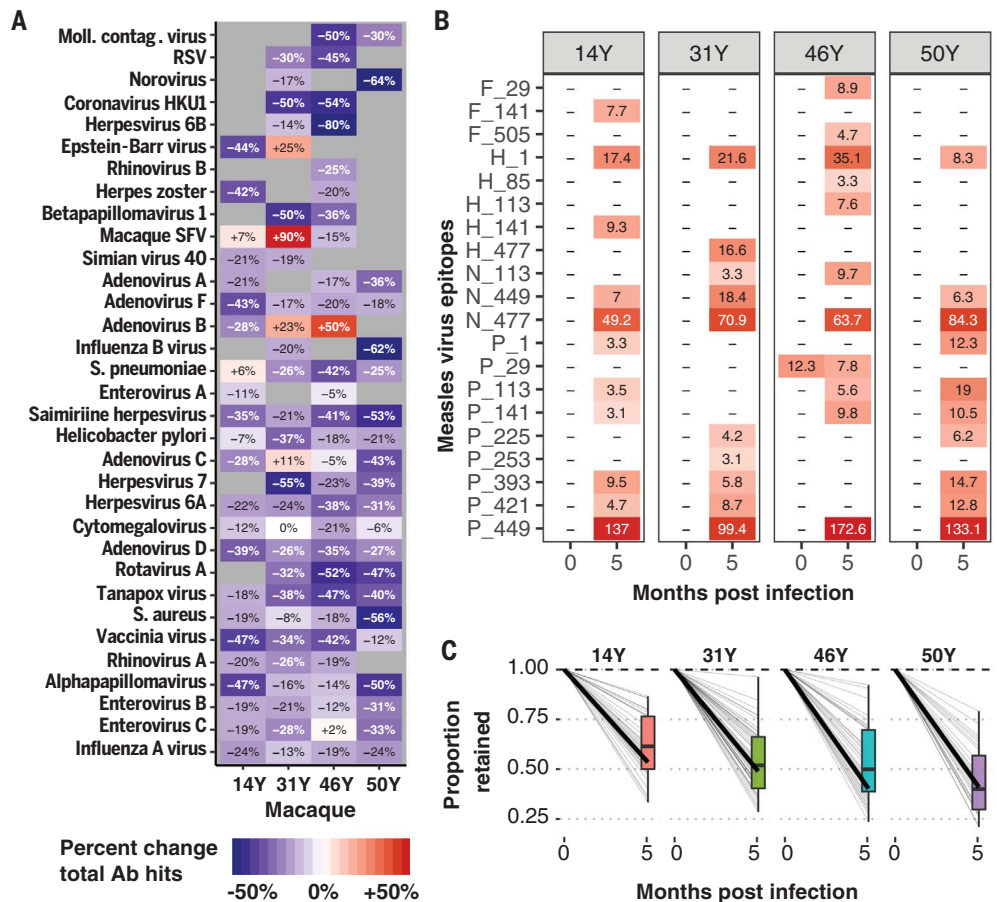 A
Moll. contag. virus −50% −30%
RSV −30% −45%
Norovirus −17% −64%
Coronavirus HKU1 −50% −54%
Herpesvirus 6B −14% −80%
Epstein-Barr virus −44% +25%
Rhinovirus B −25%
Herpes zoster −42% −20%
Betapapillomavirus 1 −50% −36%
Macaque SFV +7% +90% −15%
Simian virus 40 −21% −19%
Adenovirus A −21% −17% −36%
Adenovirus F −43% −17% −20% −18%
Adenovirus B −28% +23% +50%
Influenza B virus −20% −62%
S. pneumoniae +6% −26% −42% −25%
Enterovirus A −11% −5%
Saimiriine herpesvirus −35% −21% −41% −53%
Helicobacter pylori −7% −37% −18% −21%
Adenovirus C −28% +11% −5% −43%
Herpesvirus 7 −55% −23% −39%
Herpesvirus 6A −22% −24% −38% −31%
Cytomegalovirus −12% 0% −21% −6%
Adenovirus D −39% −26% −35% −27%
Rotavirus A −32% −52% −47%
Tanapox virus −18% −38% −47% −40%
S. aureus −19% −8% −18% −56%
Vaccinia virus −47% −34% −42% −12%
Rhinovirus A −20% −26% −19%
Alphapapillomavirus −47% −16% −14% −50%
Enterovirus B −19% −21% −12% −31%
Enterovirus C −19% −28% +2% −33%
Influenza A virus −24% −13% −19% −24%
14Y 31Y 46Y 50Y
Macaque
Percent change
total Ab hits
-50% 0% +50%
B
14Y 31Y 46Y 50Y
Measles virus epitopes
F_29 – – – – – 8.9 – –
F_141 – 7.7 – – – – – –
F_505 – – – – – 4.7 – –
H_1 – 17.4 – 21.6 – 35.1 – 8.3
H_85 – – – – – 3.3 – –
H_113 – – – – – 7.6 – –
H_141 – 9.3 – – – – – –
H_477 – – – 16.6 – – – –
N_113 – – – 3.3 – 9.7 – –
N_449 – 7 – 18.4 – – – 6.3
N_477 – 49.2 – 70.9 – 63.7 – 84.3
P_1 – 3.3 – – – – – 12.3
P_29 – – – – 12.3 7.8 – –
P_113 – 3.5 – – – 5.6 – 19
P_141 – 3.1 – – – 9.8 – 10.5
P_225 – – – 4.2 – – – 6.2
P_253 – – – 3.1 – – – –
P_393 – 9.5 – 5.8 – – – 14.7
P_421 – 4.7 – 8.7 – – – 12.8
P_449 – 137 – 99.4 – 172.6 – 133.1
0 5 0 5 0 5 0 5
Months post infection
C
14Y 31Y 46Y 50Y
Proportion
retained
1.00
0.75
0.50
0.25
0 5 0 5 0 5 0 5
Months post infection